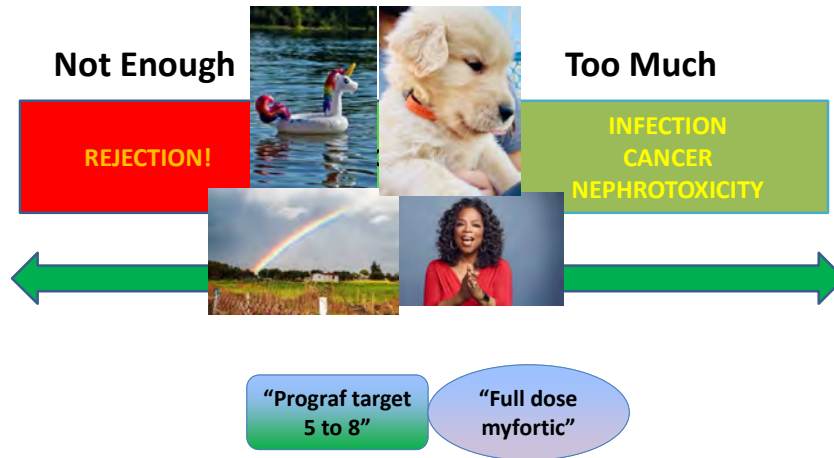 Not Enough
Too Much
REJECTION!
INFECTION
CANCER
NEPHROTOXICITY
“Prograf target
5 to 8”
“Full dose
myfortic”